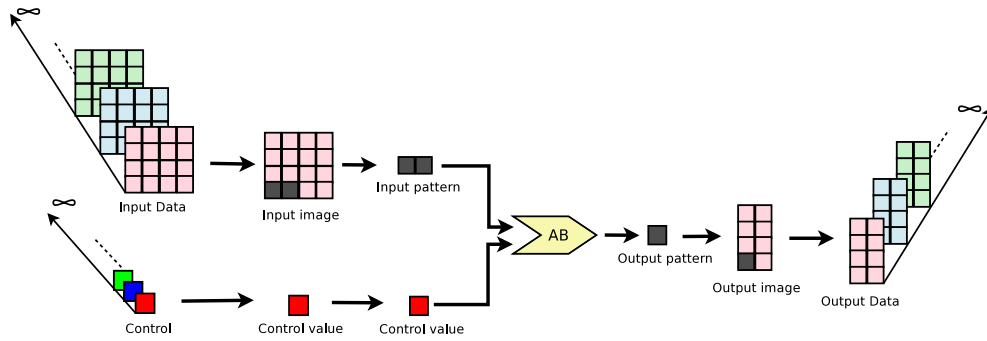 ∞
∞
Input Data
Input image
Input pattern
AB
Output pattern
Output image
Output Data
∞
Control
Control value
Control value